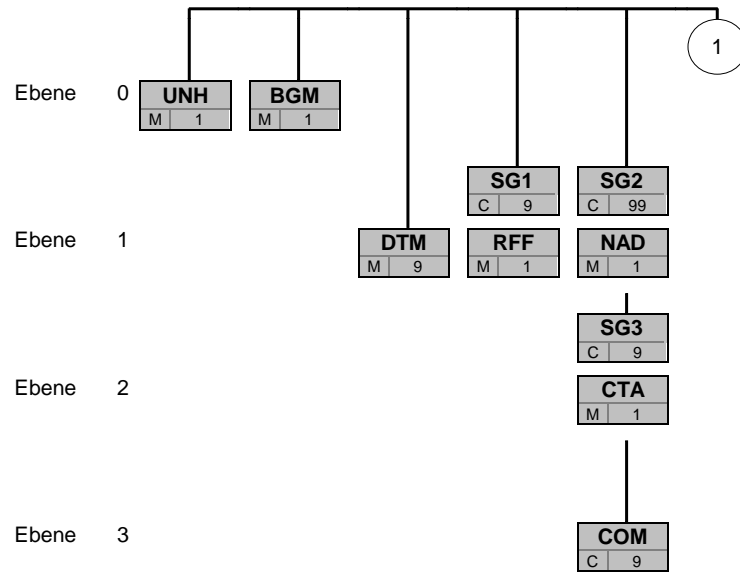 1
Ebene 0 UNH BGM
M 1 M 1
SG1 SG2
C 9 C 99
Ebene 1 DTM RFF NAD
M 9 M 1 M 1
SG3
C 9
Ebene 2 CTA
M 1
Ebene 3 COM
C 9